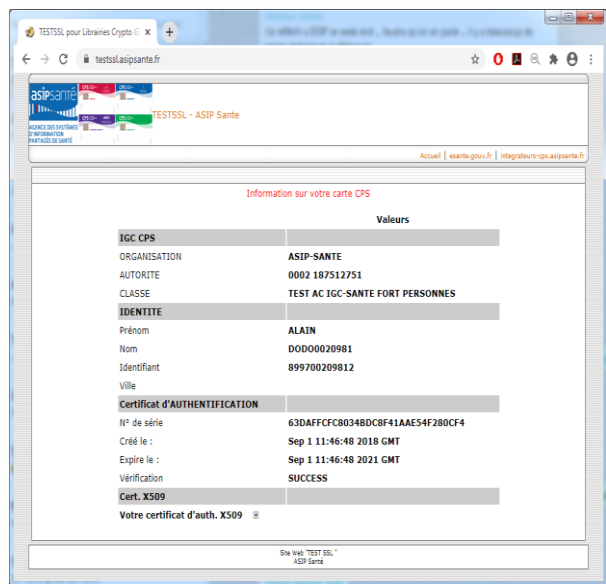 TESTSSL pour Librairies Crypto G
testssl.asipsante.fr
asipsanté
AGENCE DES SYSTÈMES
D'INFORMATION
PARTAGÉS DE SANTÉ
TESTSSL - ASIP Sante
Accueil | esante.gouv.fr | integrateurs-cps.asipsante.fr
Information sur votre carte CPS
Valeurs
IGC CPS
ORGANISATION ASIP-SANTE
AUTORITE 0002 187512751
CLASSE TEST AC IGC-SANTE FORT PERSONNES
IDENTITE
Prénom ALAIN
Nom DODO0020981
Identifiant 899700209812
Ville
Certificat d'AUTHENTIFICATION
N° de série 63DAFFCFC8034BDC8F41AAE54F280CF4
Créé le : Sep 1 11:46:48 2018 GMT
Expire le : Sep 1 11:46:48 2021 GMT
Vérification SUCCESS
Cert. X509
Votre certificat d'auth. X509
Site Web "TEST SSL "
ASIP Santé